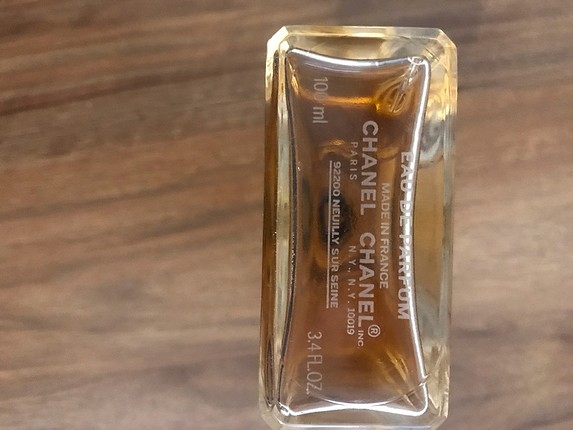 EAU DE PARFUM
MADE IN FRANCE
CHANEL CHANEL®
PARIS N.Y., N.Y. 10019 INC.
92200 NEUILLY SUR SEINE
100 ml 3.4 FL.OZ.